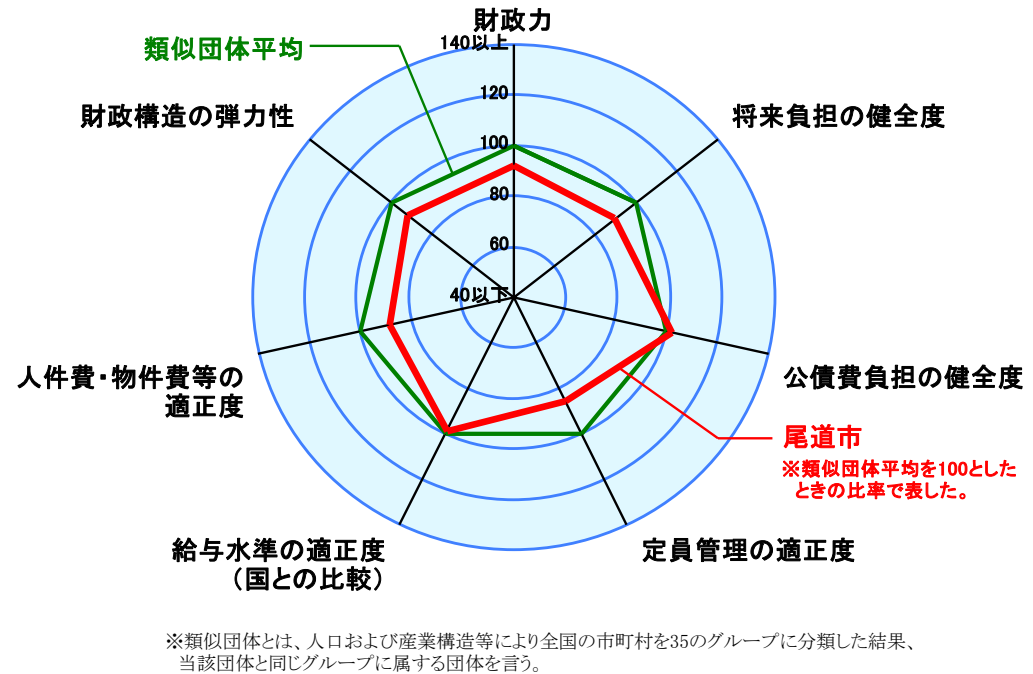 財政力
140以上
類似団体平均
120
財政構造の弾力性
将来負担の健全度
100
80
60
40以下
人件費・物件費等の
適正度
公債費負担の健全度
尾道市
※類似団体平均を100とした
ときの比率で表した。
給与水準の適正度
（国との比較）
定員管理の適正度
※類似団体とは、人口および産業構造等により全国の市町村を35のグループに分類した結果、
当該団体と同じグループに属する団体を言う。